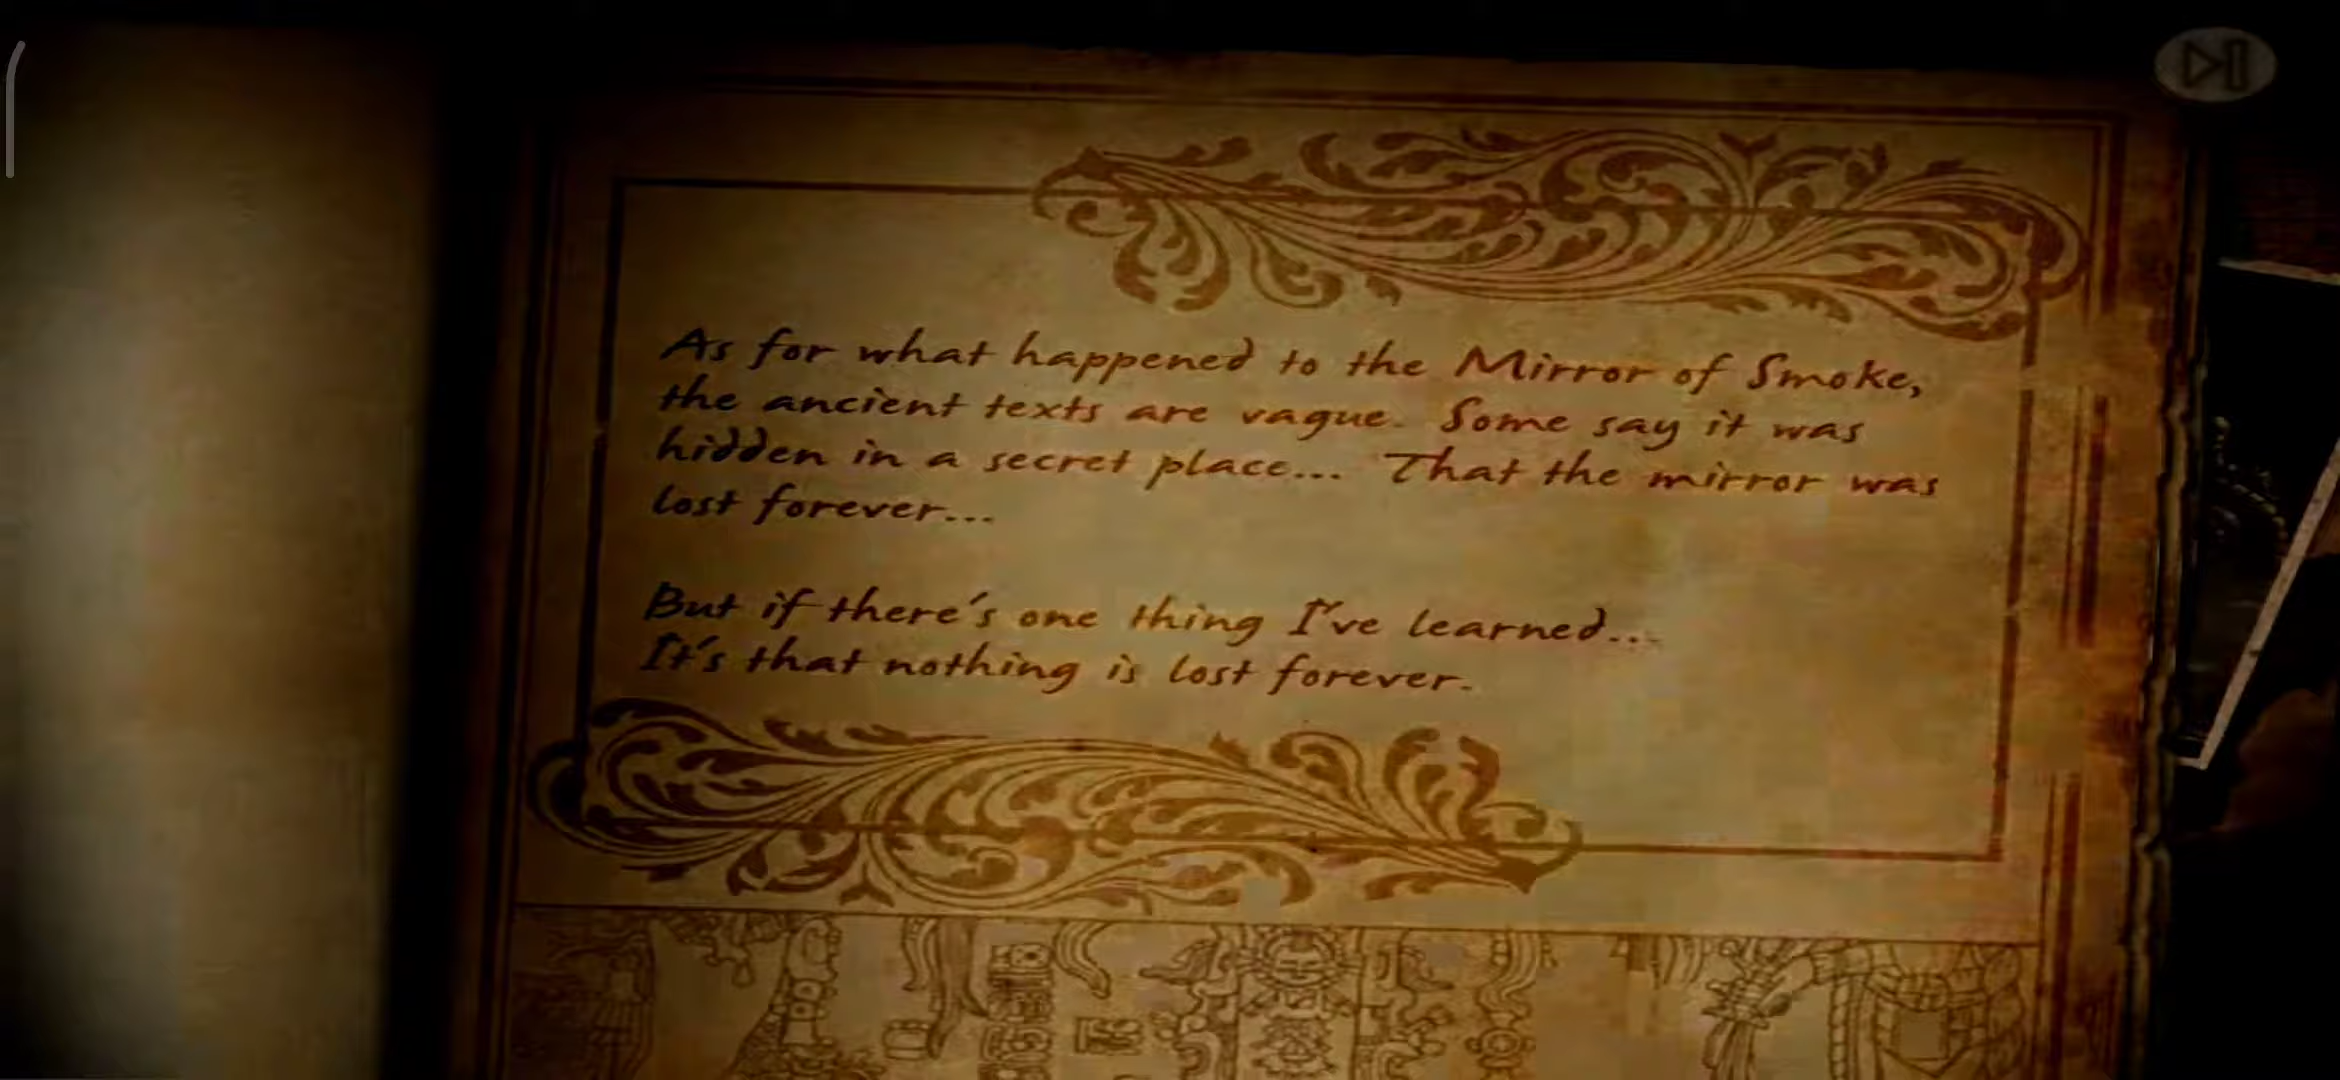 As for what happened to the Mirror of Smoke,
the ancient texts are vague. Some say it was
hidden in a secret place... That the mirror was
lost forever...
But if there's one thing I've learned...
It's that nothing is lost forever.